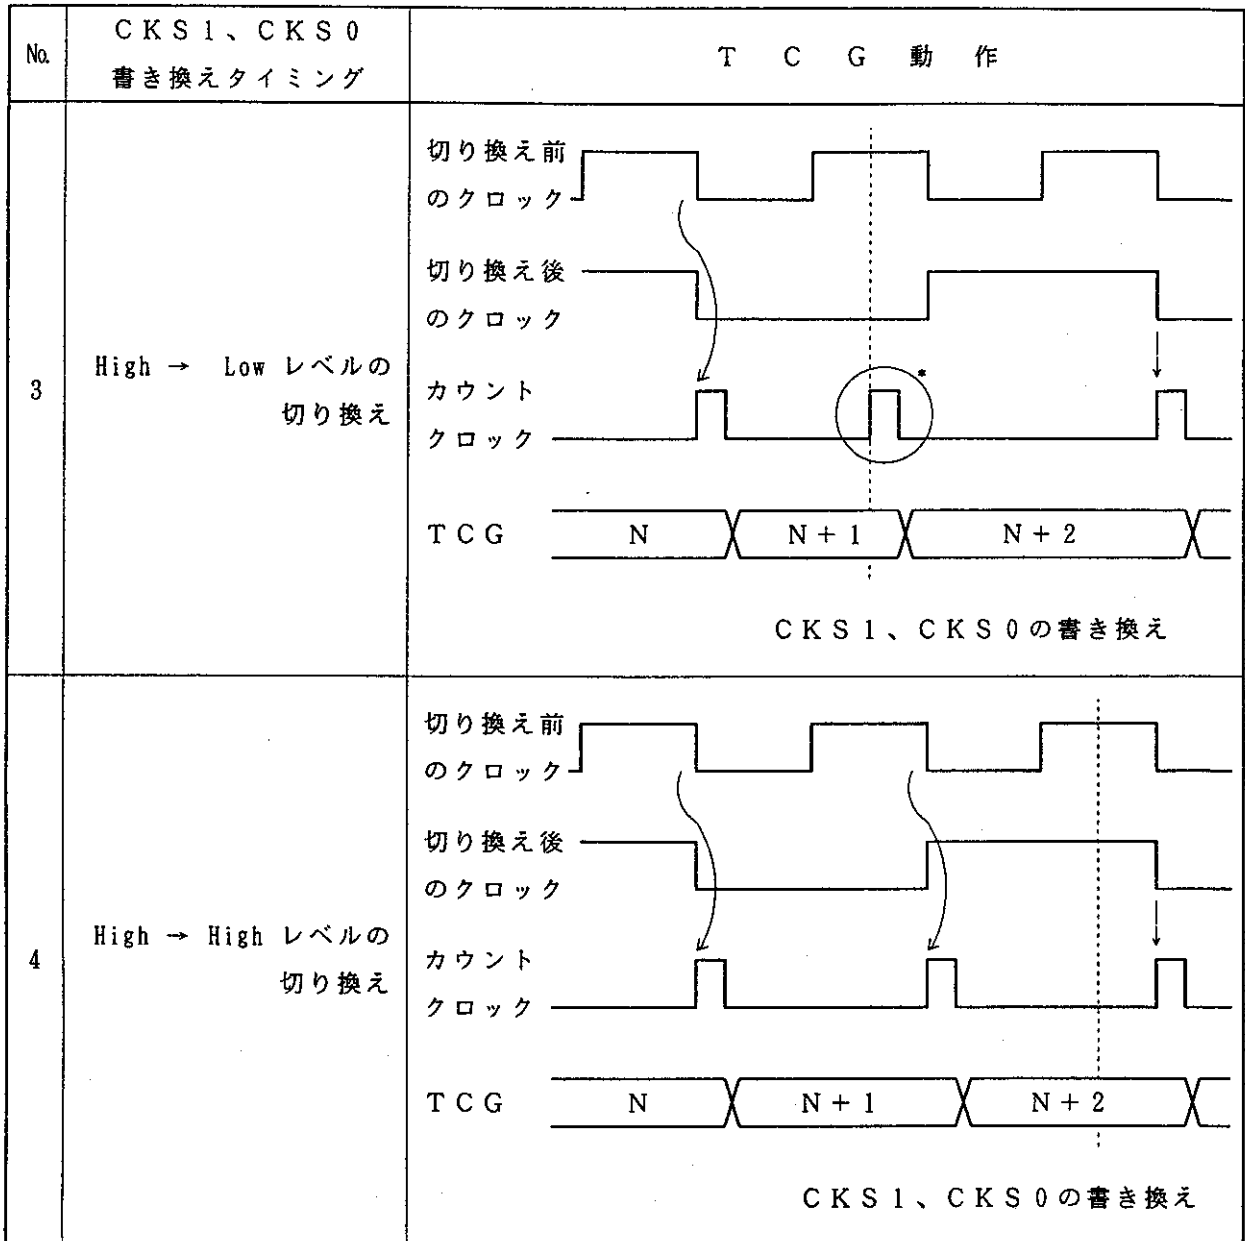 No.
CKS1、CKS0
書き換えタイミング
TCG動作
3
High → Low レベルの
切り換え
切り換え前
のクロック
切り換え後
のクロック
カウント
クロック
*
TCG
N
N+1
N+2
CKS1、CKS0の書き換え
4
High → High レベルの
切り換え
切り換え前
のクロック
切り換え後
のクロック
カウント
クロック
TCG
N
N+1
N+2
CKS1、CKS0の書き換え